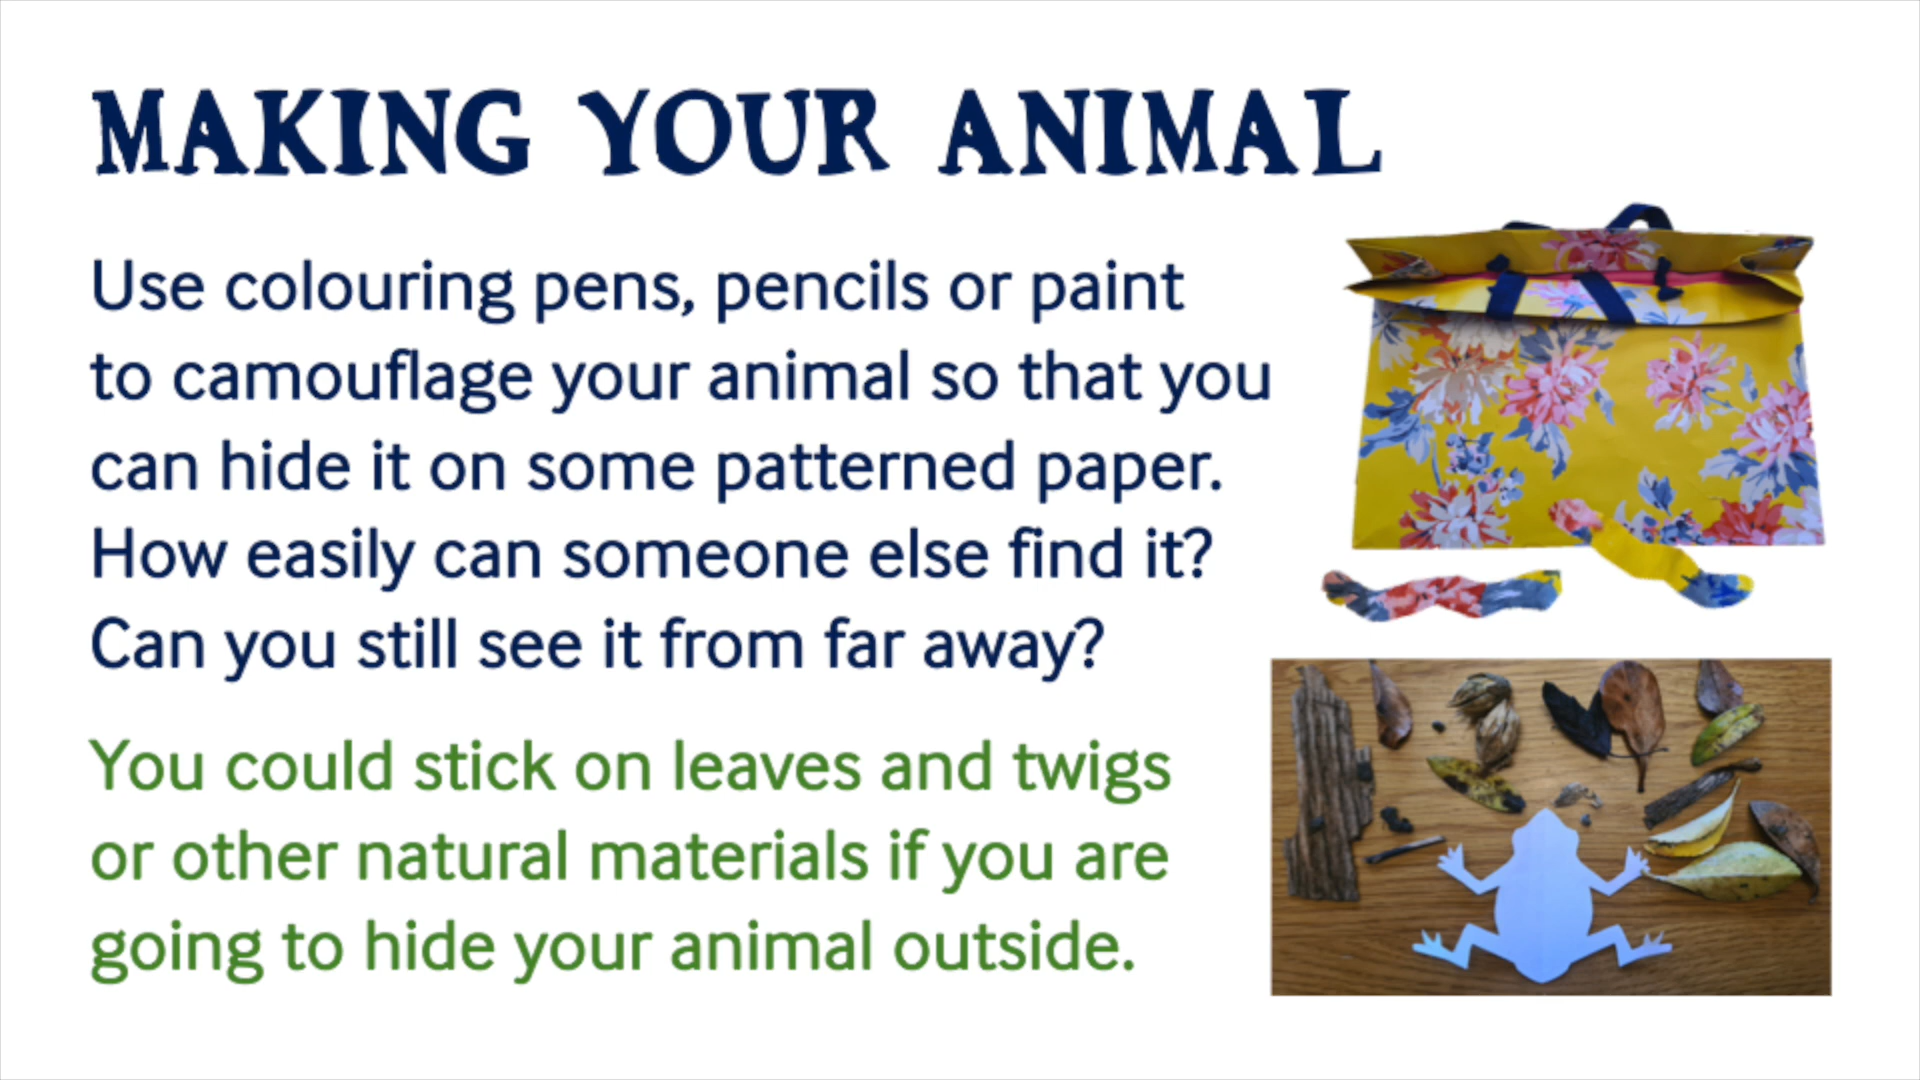 MAKING YOUR ANIMAL
Use colouring pens, pencils or paint
to camouflage your animal so that you
can hide it on some patterned paper.
How easily can someone else find it?
Can you still see it from far away?
You could stick on leaves and twigs
or other natural materials if you are
going to hide your animal outside.